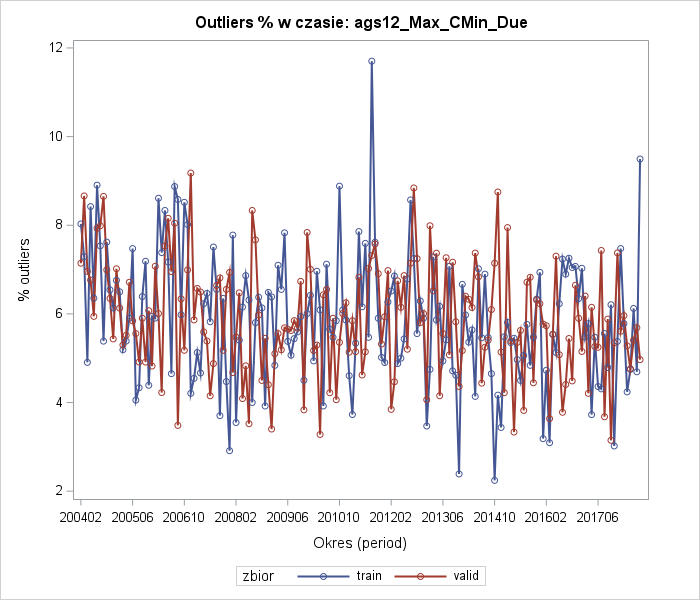 Outliers % w czasie: ags12_Max_CMin_Due
12
10
8
6
4
2
% outliers
200402 200506 200610 200802 200906 201010 201202 201306 201410 201602 201706
Okres (period)
zbior train valid